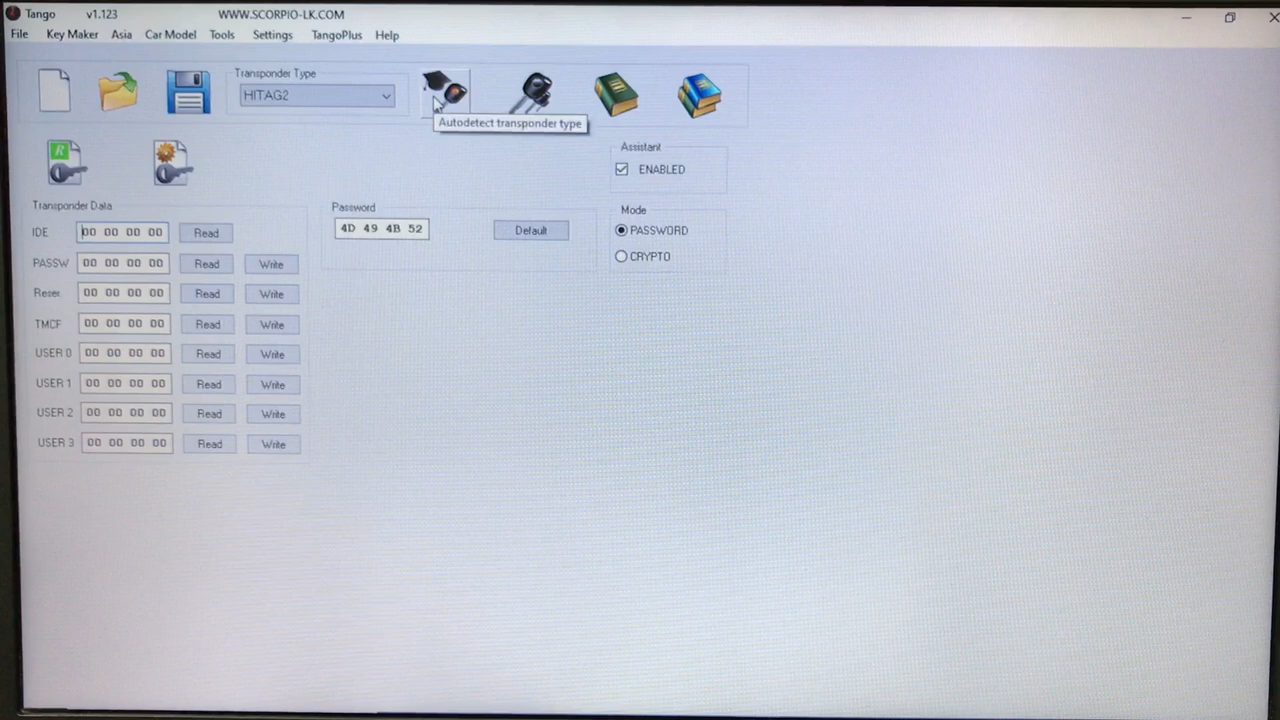 Tango v1.123 WWW.SCORPIO-LK.COM
File Key Maker Asia Car Model Tools Settings TangoPlus Help
Transponder Type
HITAG2
Autodetect transponder type
R
Assistant
ENABLED
Transponder Data
IDE 00 00 00 00 Read
PASSW 00 00 00 00 Read Write
Reser. 00 00 00 00 Read Write
TMCF 00 00 00 00 Read Write
USER 0 00 00 00 00 Read Write
USER 1 00 00 00 00 Read Write
USER 2 00 00 00 00 Read Write
USER 3 00 00 00 00 Read Write
Password
4D 49 4B 52 Default
Mode
PASSWORD
CRYPTO